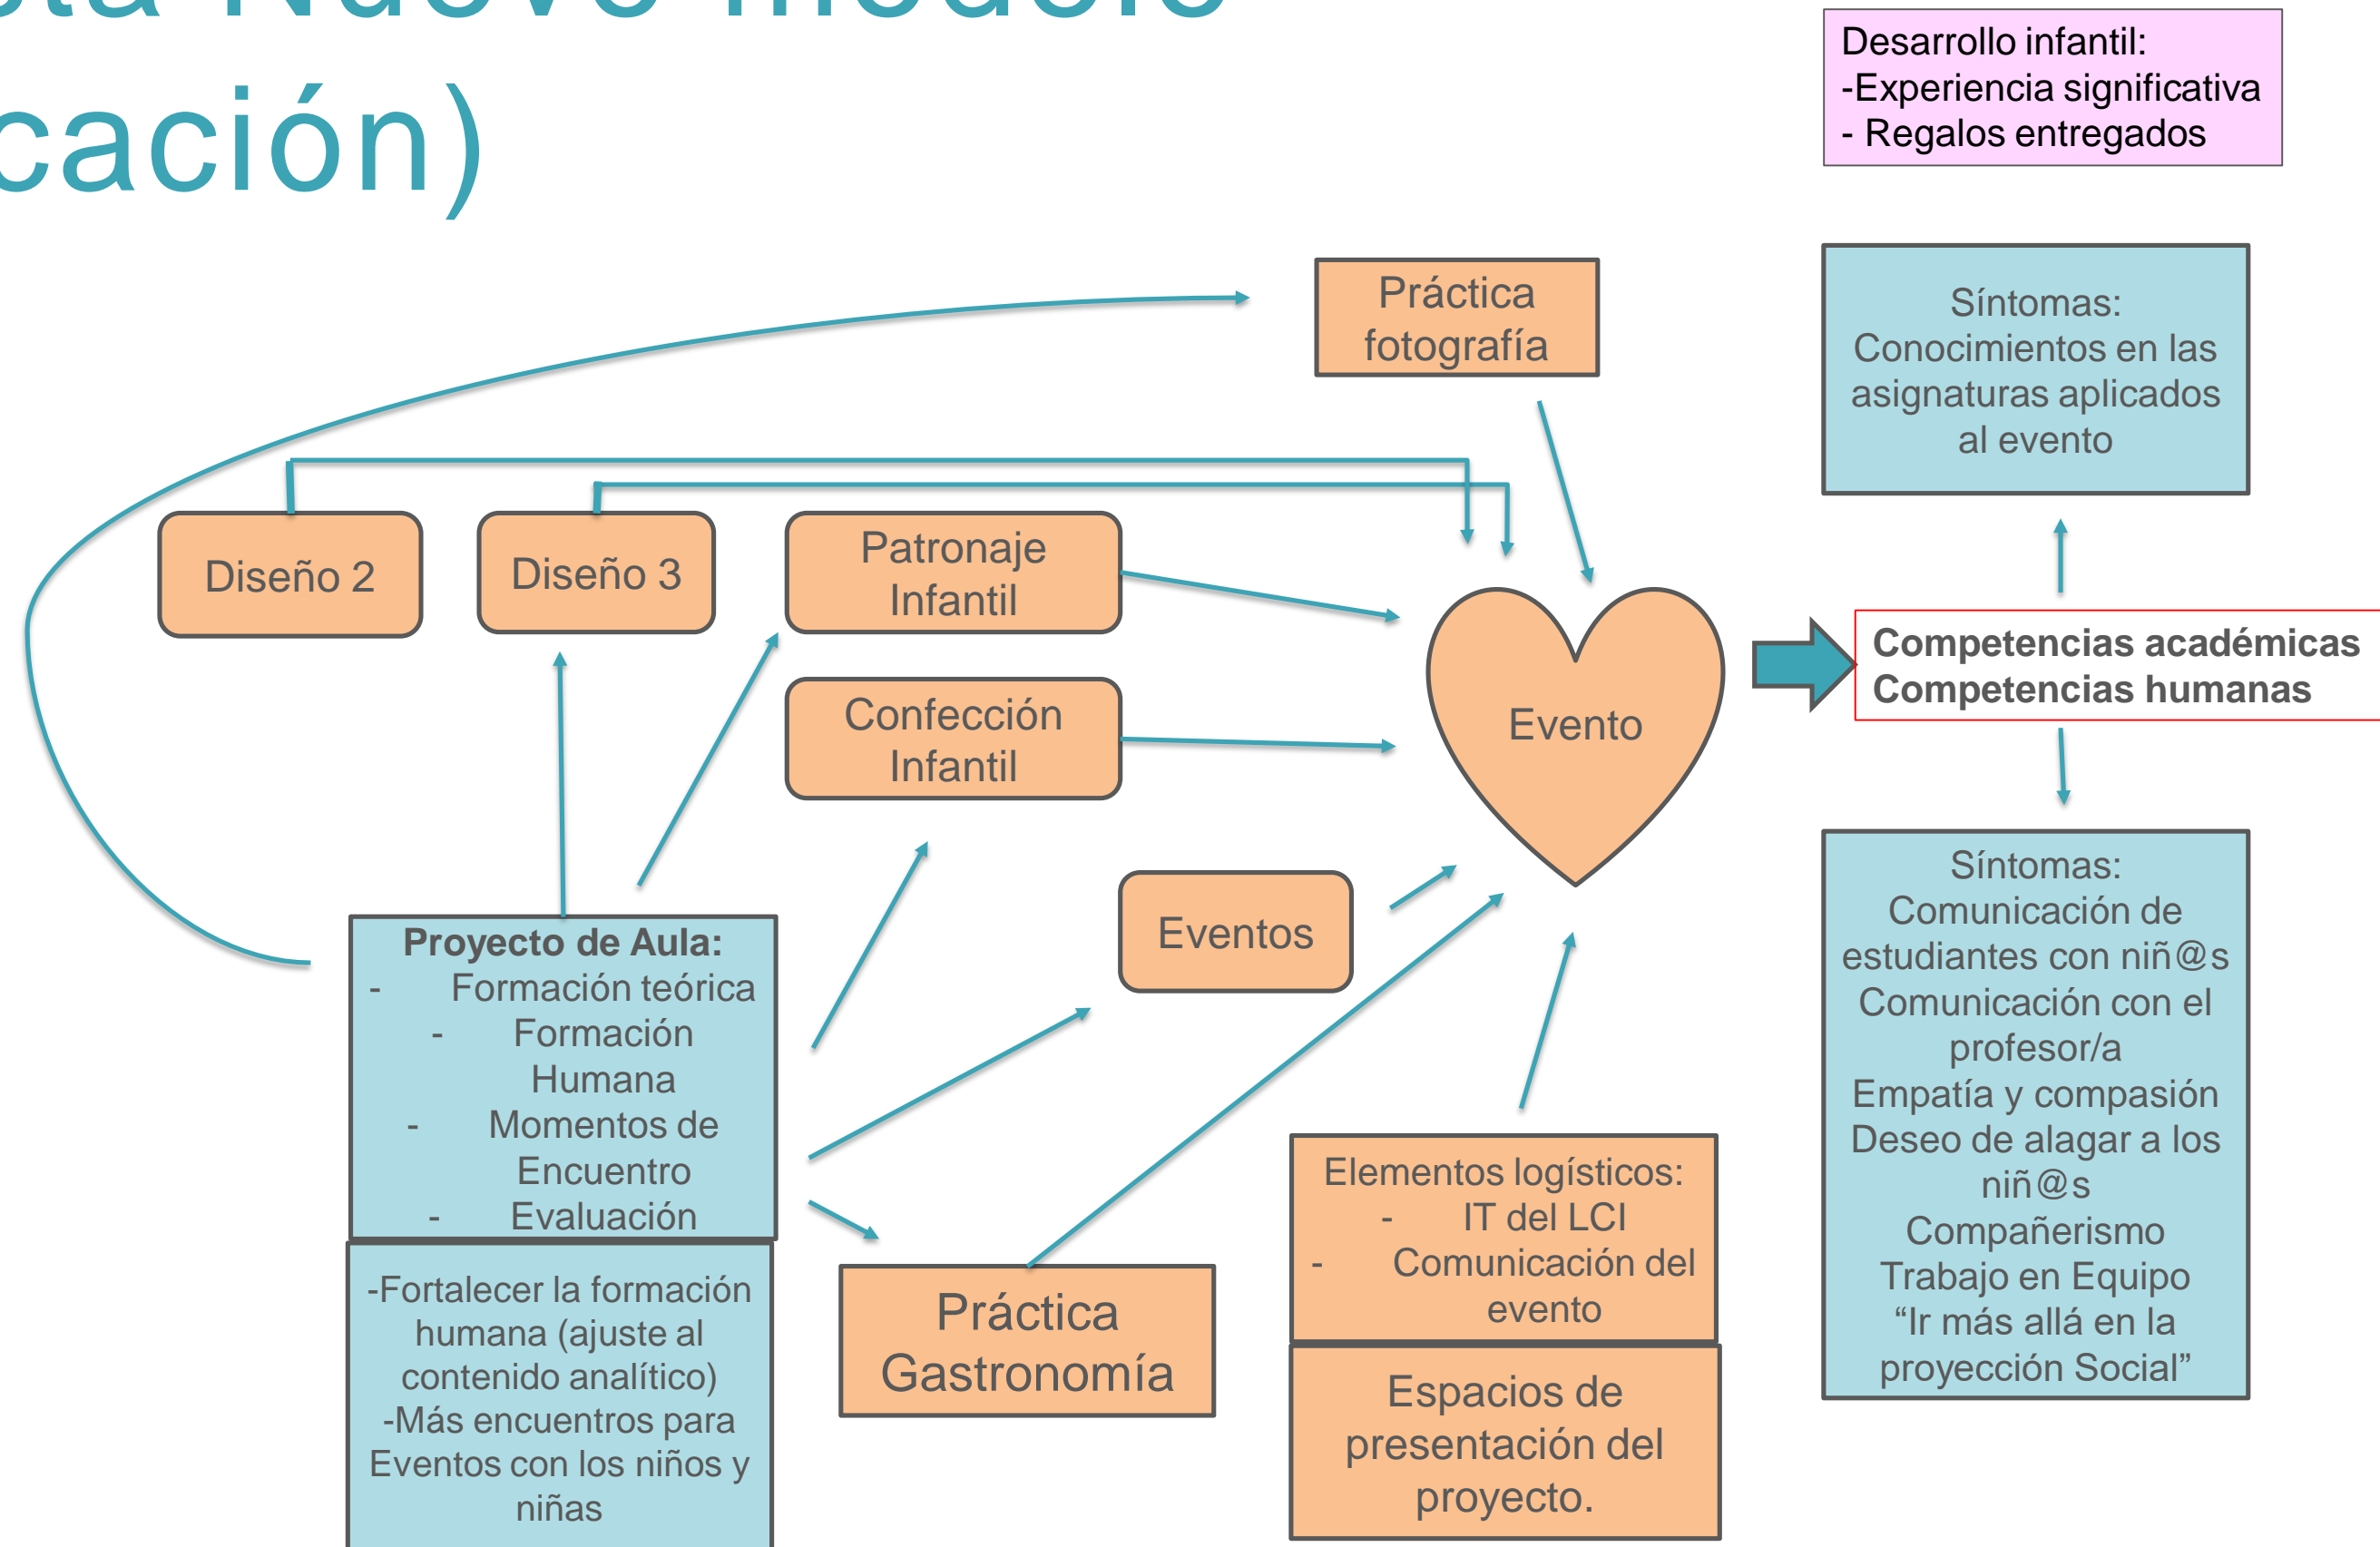 Nuevo modelo
Desarrollo infantil:
-Experiencia significativa
- Regalos entregados
Práctica
fotografía
Síntomas:
Conocimientos en las
asignaturas aplicados
al evento
Diseño 2
Diseño 3
Patronaje
Infantil
Confección
Infantil
Evento
Competencias académicas
Competencias humanas
Eventos
Proyecto de Aula:
- Formación teórica
- Formación
Humana
- Momentos de
Encuentro
- Evaluación
-Fortalecer la formación
humana (ajuste al
contenido analítico)
-Más encuentros para
Eventos con los niños y
niñas
Práctica
Gastronomía
Elementos logísticos:
- IT del LCI
- Comunicación del
evento
Espacios de
presentación del
proyecto.
Síntomas:
Comunicación de
estudiantes con niñ@s
Comunicación con el
profesor/a
Empatía y compasión
Deseo de alagar a los
niñ@s
Compañerismo
Trabajo en Equipo
“Ir más allá en la
proyección Social”